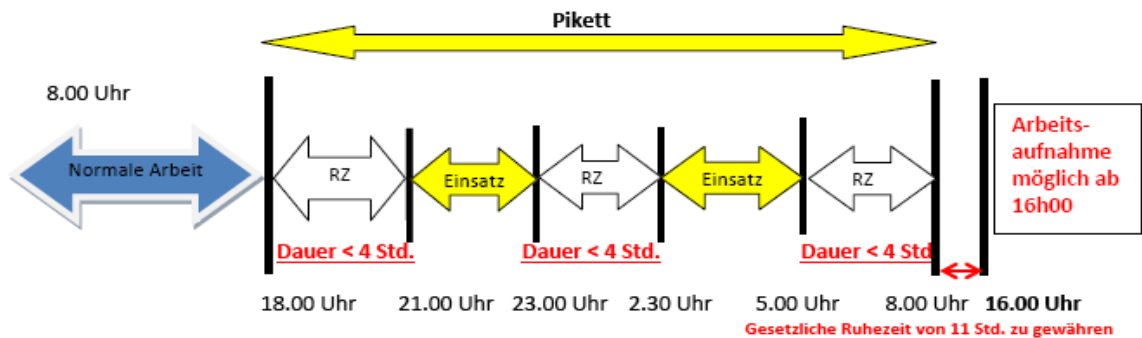 Pikett
8.00 Uhr
Normale Arbeit
RZ
Einsatz
RZ
Einsatz
RZ
Arbeits-
aufnahme
möglich ab
16h00
Dauer < 4 Std.
Dauer < 4 Std.
Dauer < 4 Std
18.00 Uhr
21.00 Uhr
23.00 Uhr
2.30 Uhr
5.00 Uhr
8.00 Uhr
16.00 Uhr
Gesetzliche Ruhezeit von 11 Std. zu gewähren